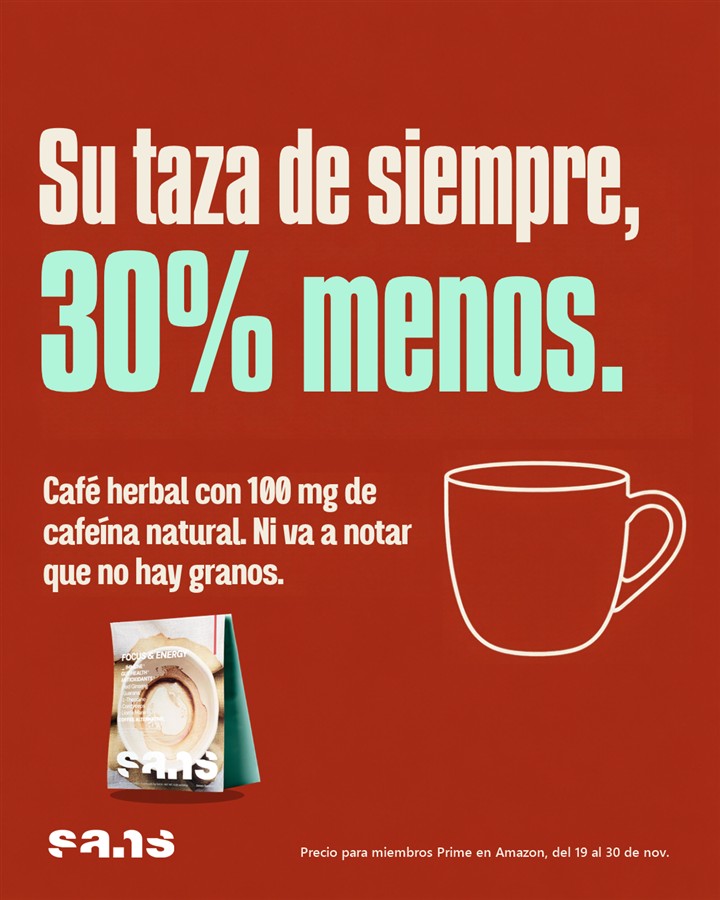 Su taza de siempre,
30% menos.
Café herbal con 100 mg de
cafeína natural. Ni va a notar
que no hay granos.
FOCUS & ENERGY
ANTIOXIDANTS
sans
sans
Precio para miembros Prime en Amazon, del 19 al 30 de nov.